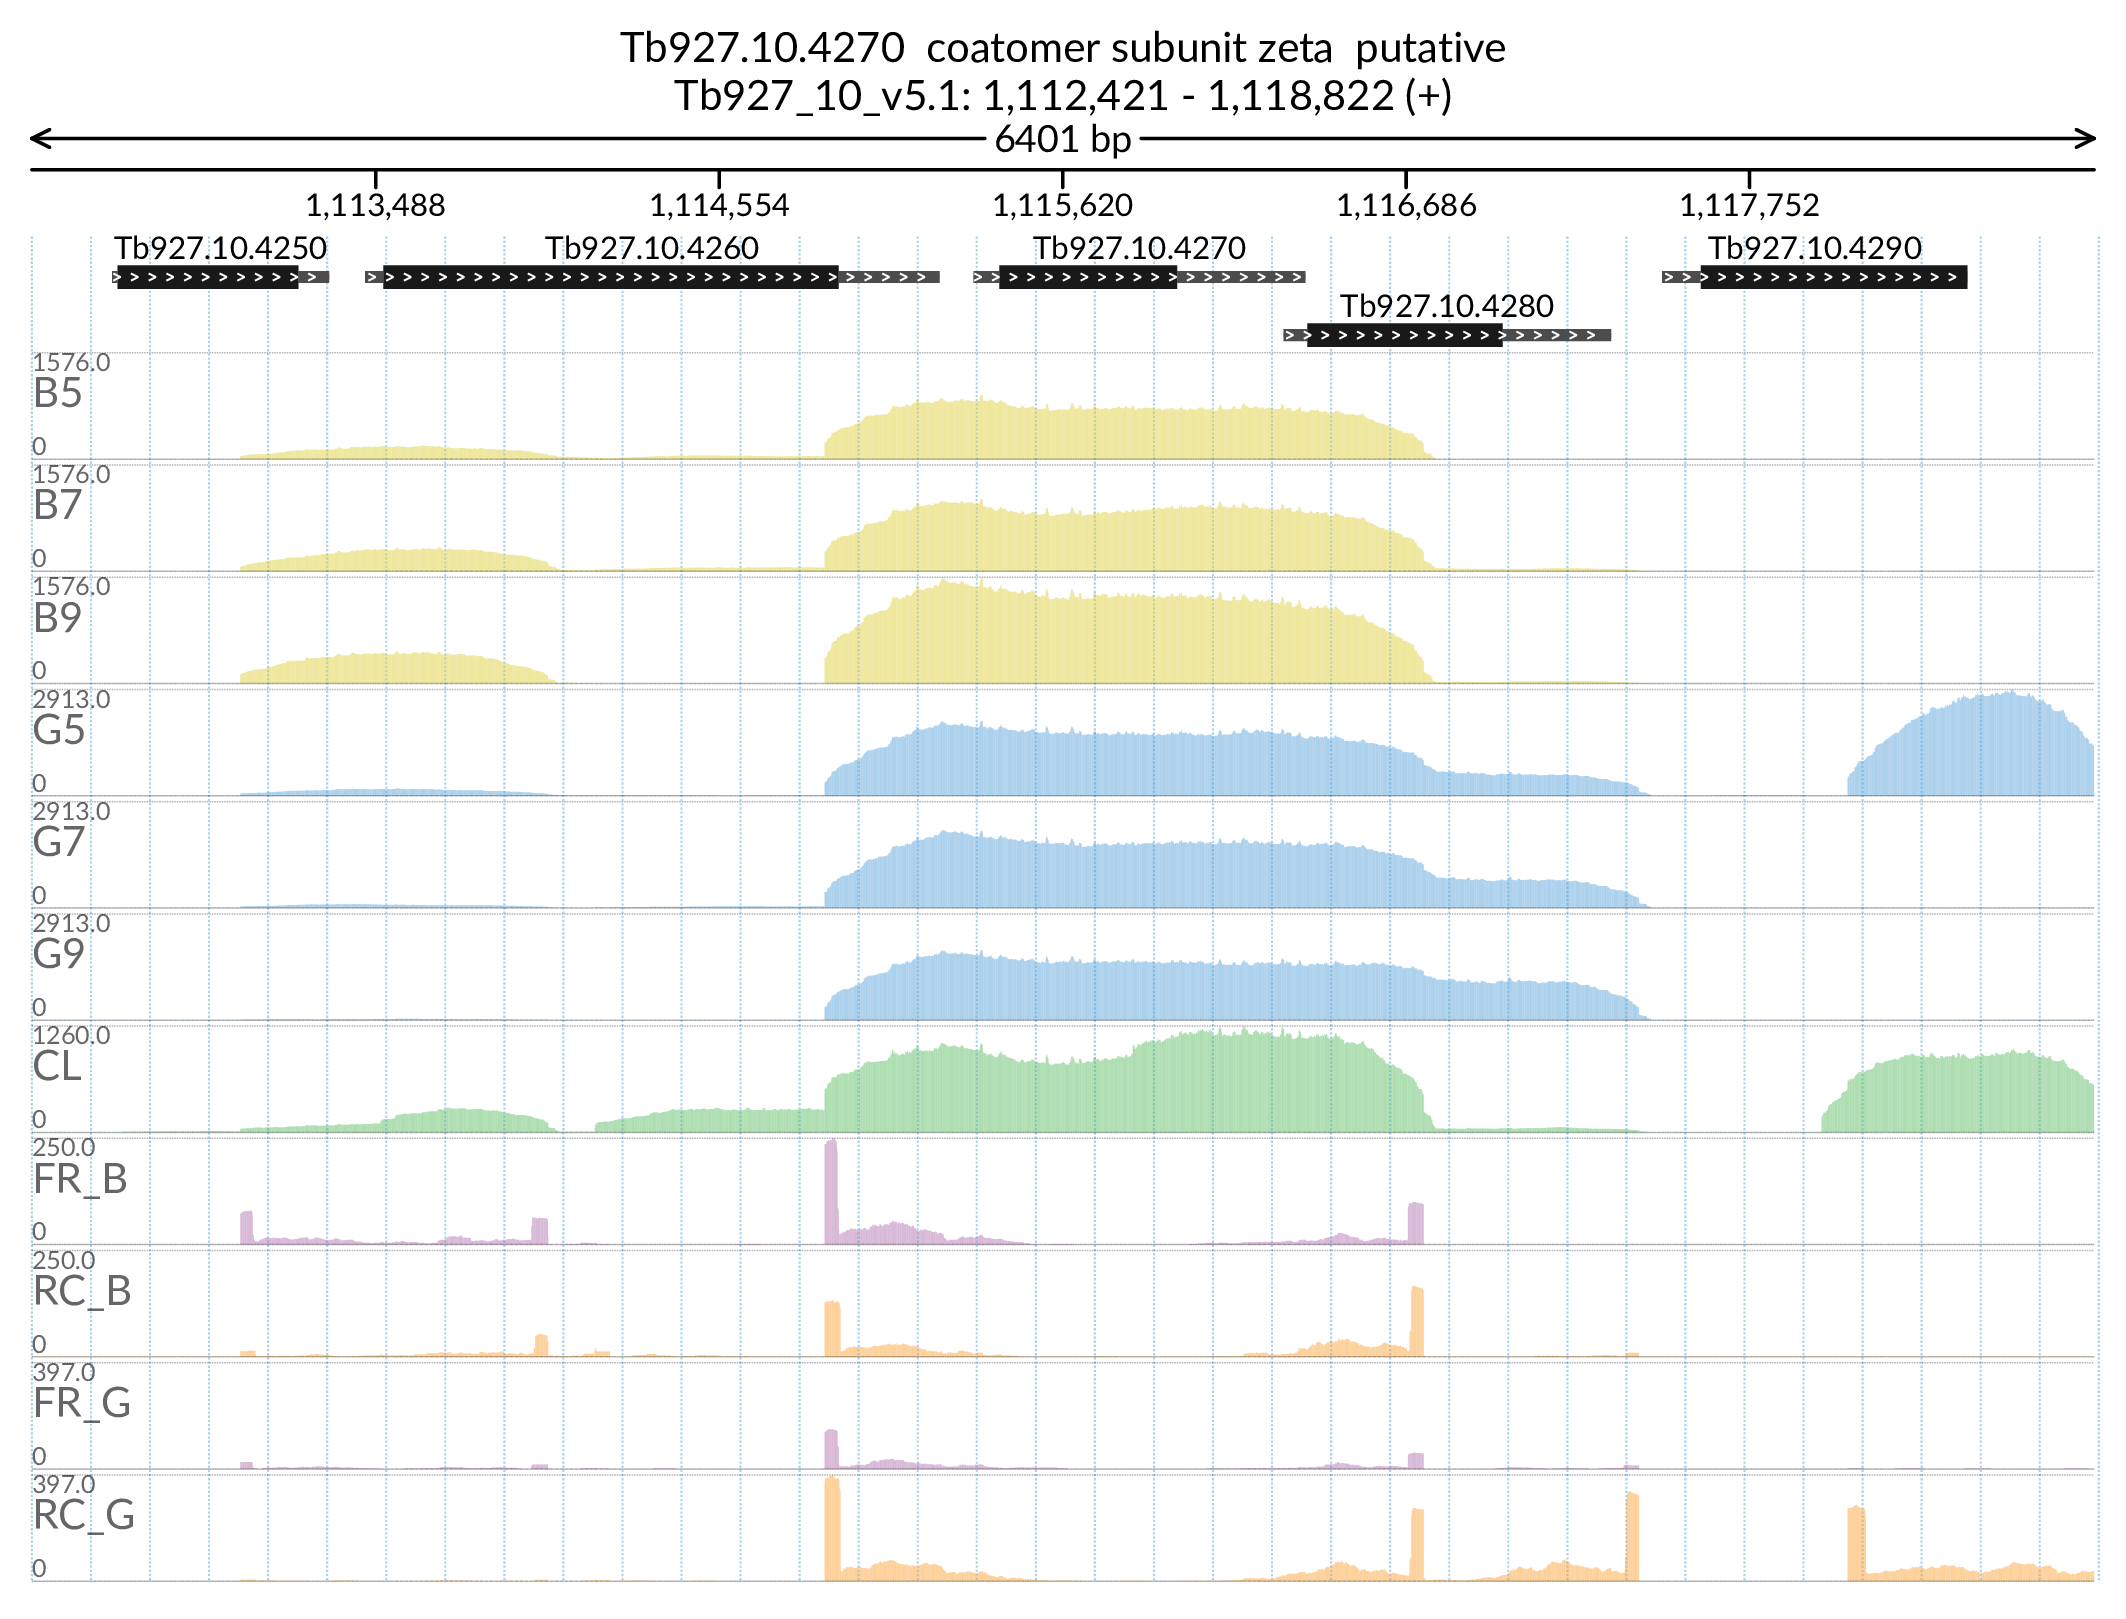 Tb927.10.4270  coatomer subunit zeta  putative
Tb927_10_v5.1: 1,112,421 - 1,118,822 (+)
6401 bp
1,113,488 1,114,554 1,115,620 1,116,686 1,117,752
Tb927.10.4250 Tb927.10.4260 Tb927.10.4270 Tb927.10.4290
Tb927.10.4280
1576.0
B5
0
1576.0
B7
0
1576.0
B9
0
2913.0
G5
0
2913.0
G7
0
2913.0
G9
0
1260.0
CL
0
250.0
FR_B
0
250.0
RC_B
0
397.0
FR_G
0
397.0
RC_G
0